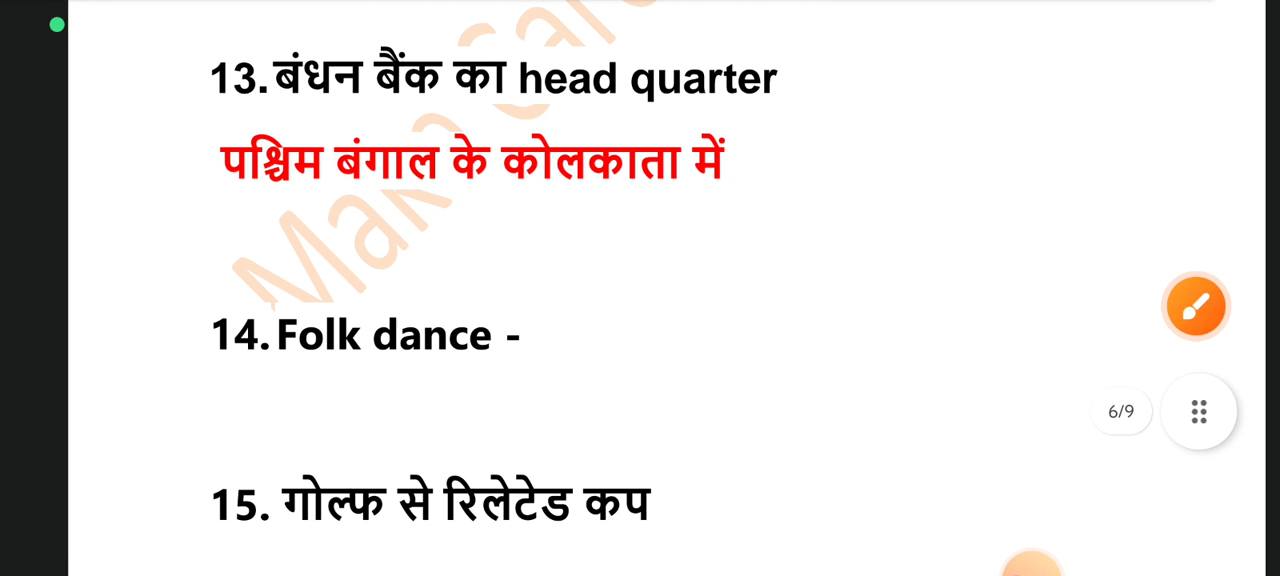 13. बंधन बैंक का head quarter
पश्चिम बंगाल के कोलकाता में
14. Folk dance -
6/9
15. गोल्फ से रिलेटेड कप